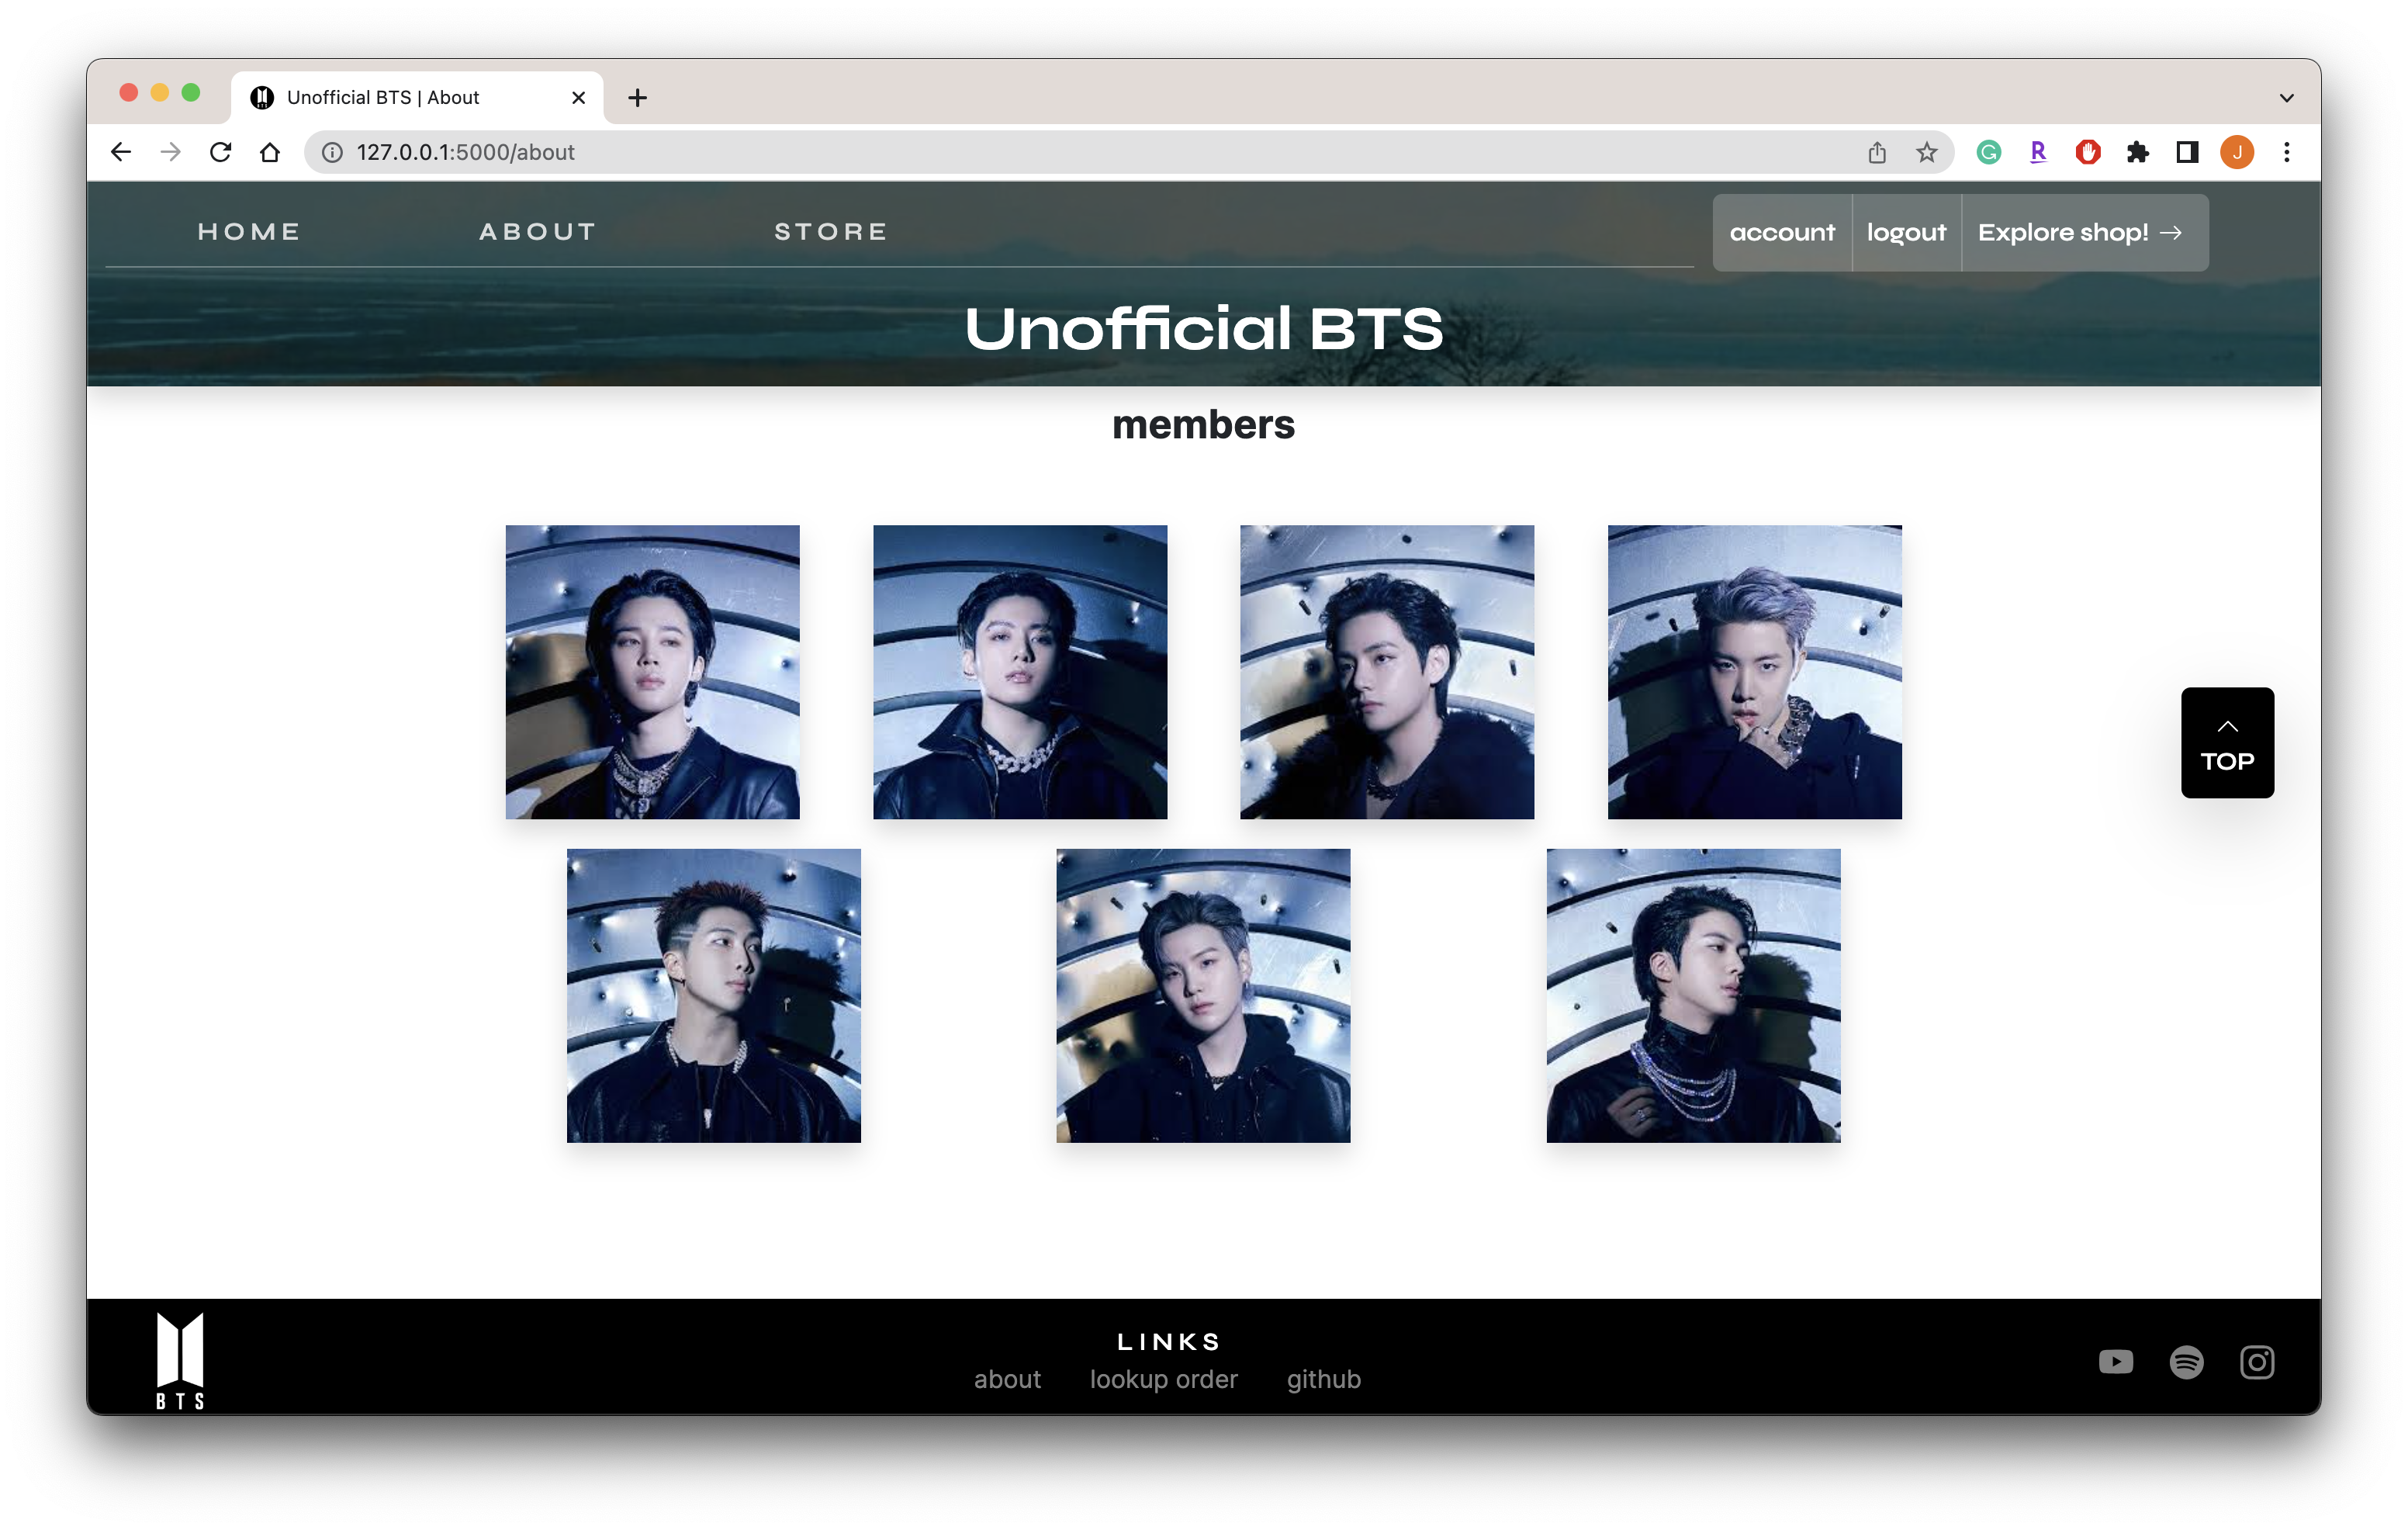 Unofficial BTS | About
127.0.0.1:5000/about
J
HOME ABOUT STORE account logout Explore shop! →
Unofficial BTS
members
TOP
LINKS
about lookup order github
BTS